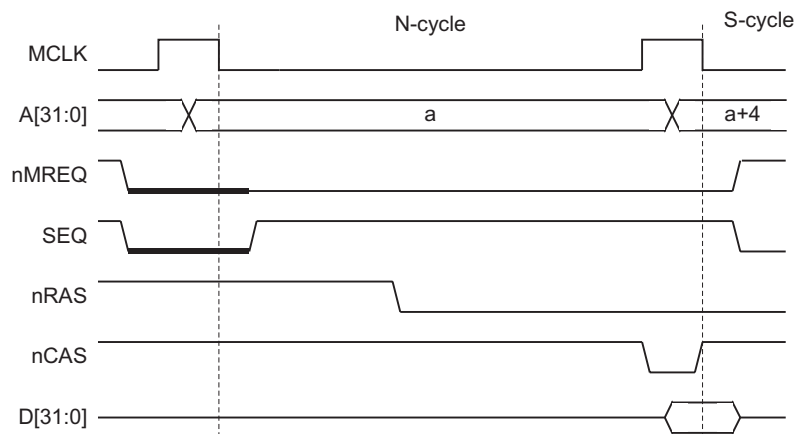 N-cycle
S-cycle
MCLK
A[31:0]
a
a+4
nMREQ
SEQ
nRAS
nCAS
D[31:0]